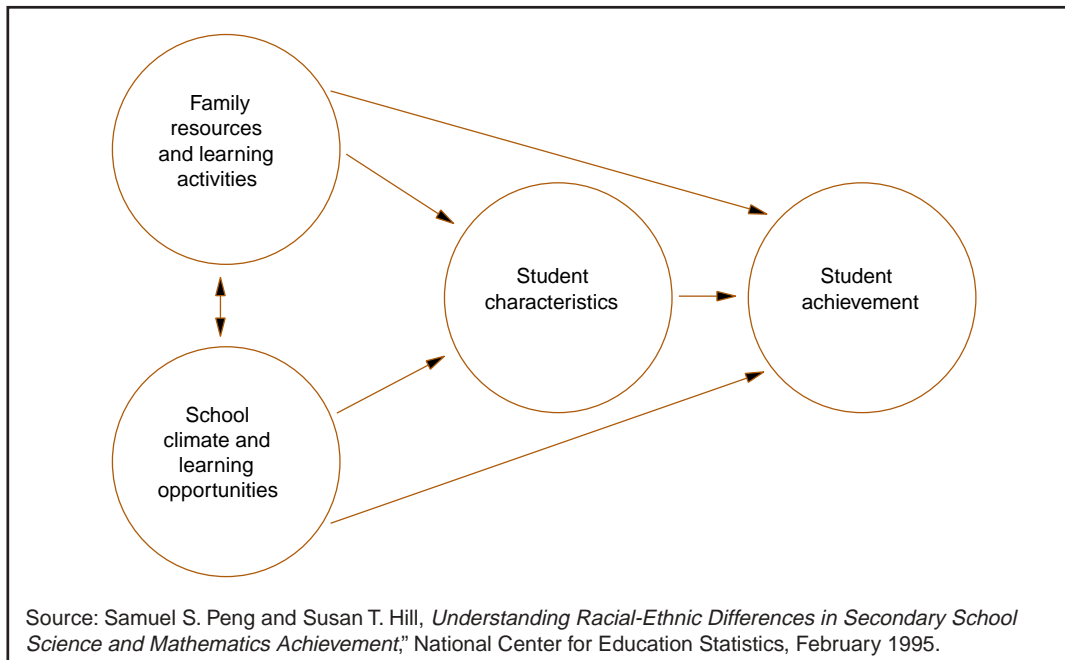 Family
resources
and learning
activities
Student
characteristics
Student
achievement
School
climate and
learning
opportunities
Source: Samuel S. Peng and Susan T. Hill, Understanding Racial-Ethnic Differences in Secondary School
Science and Mathematics Achievement,” National Center for Education Statistics, February 1995.